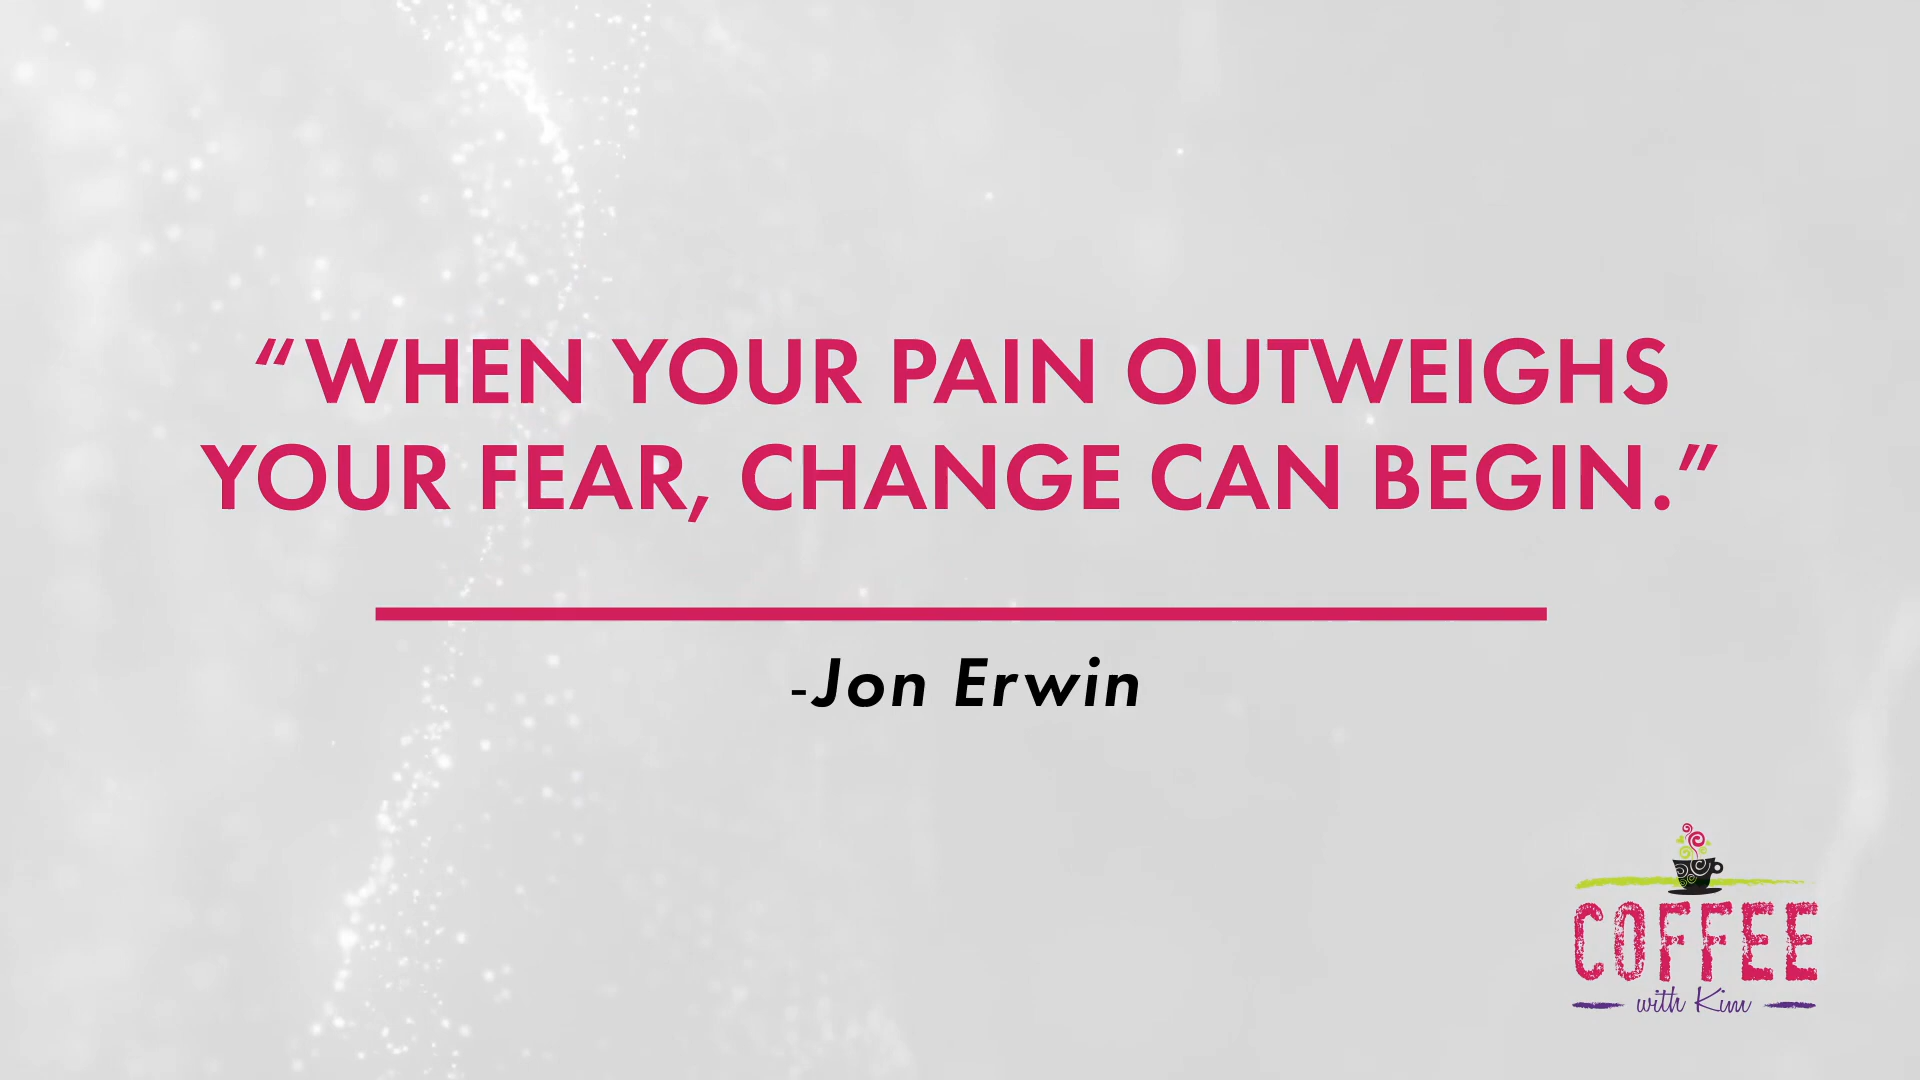 “WHEN YOUR PAIN OUTWEIGHS
YOUR FEAR, CHANGE CAN BEGIN.”
-Jon Erwin
COFFEE
with Kim